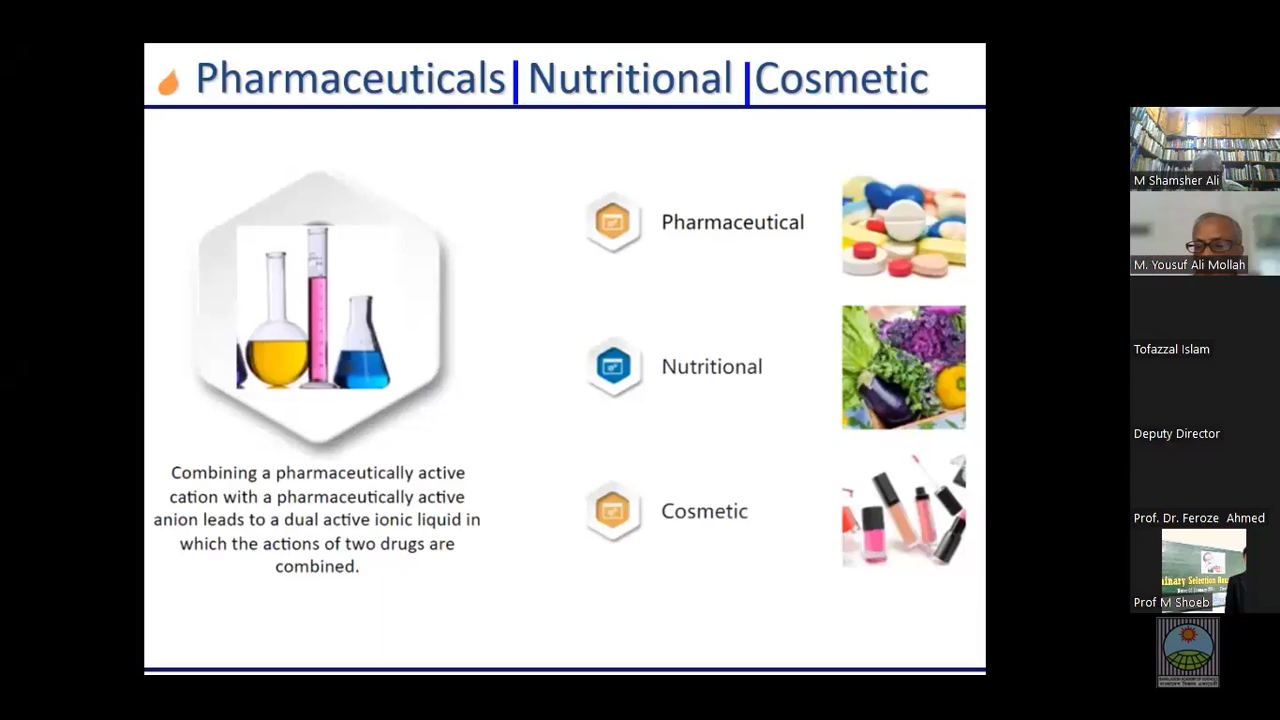 Pharmaceuticals|Nutritional|Cosmetic
Combining a pharmaceutically active
cation with a pharmaceutically active
anion leads to a dual active ionic liquid in
which the actions of two drugs are
combined.
Pharmaceutical
Nutritional
Cosmetic
M Shamsher Ali
M. Yousuf Ali Mollah
Tofazzal Islam
Deputy Director
Prof. Dr. Feroze Ahmed
Prof M Shoeb